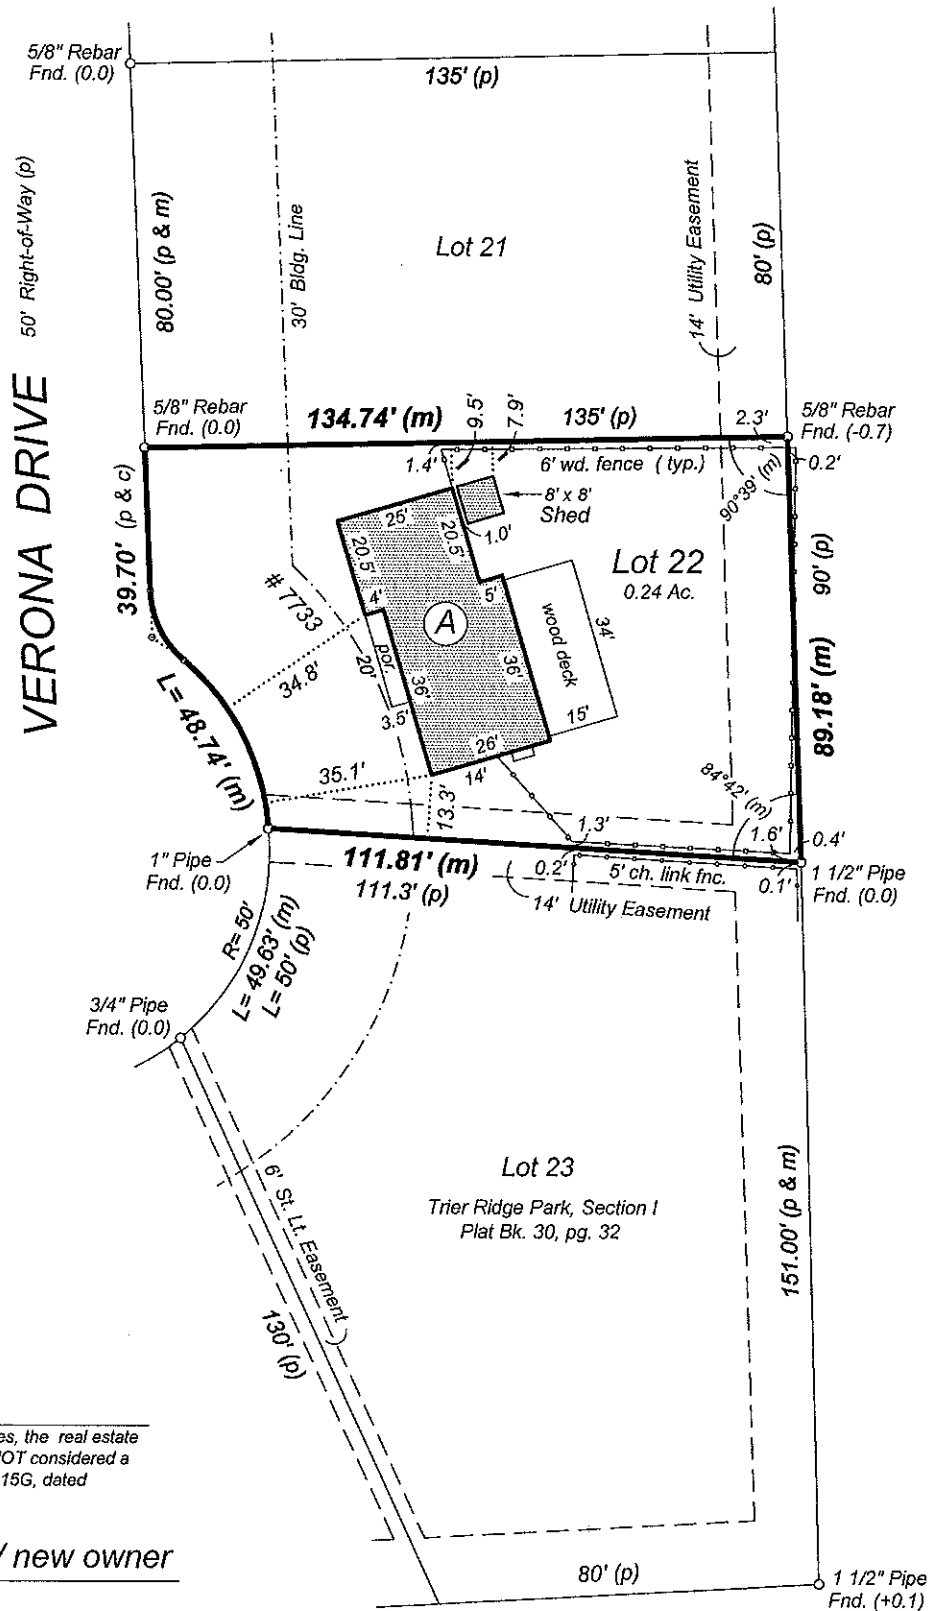 5/8" Rebar
Fnd. (0.0)
135' (p)
VERONA DRIVE
50' Right-of-Way (p)
80.00' (p & m)
30' Bldg. Line
Lot 21
14' Utility Easement
80' (p)
5/8" Rebar
Fnd. (0.0)
134.74' (m)
9.5'
7.9'
135' (p)
2.3'
5/8" Rebar
Fnd. (-0.7)
1.4'
6' wd. fence ( typ.)
90°39' (m)
0.2'
39.70' (p & c)
25'
20.5'
20.5'
8' x 8'
Shed
1.0'
Lot 22
0.24 Ac.
90' (p)
# 7733
4'
A
5'
por.
20'
36'
36'
wood deck
34'
15'
34.8'
3.5'
26'
14'
L= 48.74' (m)
35.1'
13.3'
89.18' (m)
84°42' (m)
1.3'
1.6'
0.4'
1" Pipe
Fnd. (0.0)
111.81' (m)
111.3' (p)
0.2'
5' ch. link fnc.
0.1'
1 1/2" Pipe
Fnd. (0.0)
14' Utility Easement
R= 50'
L= 49.63' (m)
L= 50' (p)
3/4" Pipe
Fnd. (0.0)
Lot 23
Trier Ridge Park, Section I
Plat Bk. 30, pg. 32
6' St. Lt. Easement
130' (p)
151.00' (p & m)
es, the real estate
OT considered a
15G, dated
/ new owner
80' (p)
1 1/2" Pipe
Fnd. (+0.1)